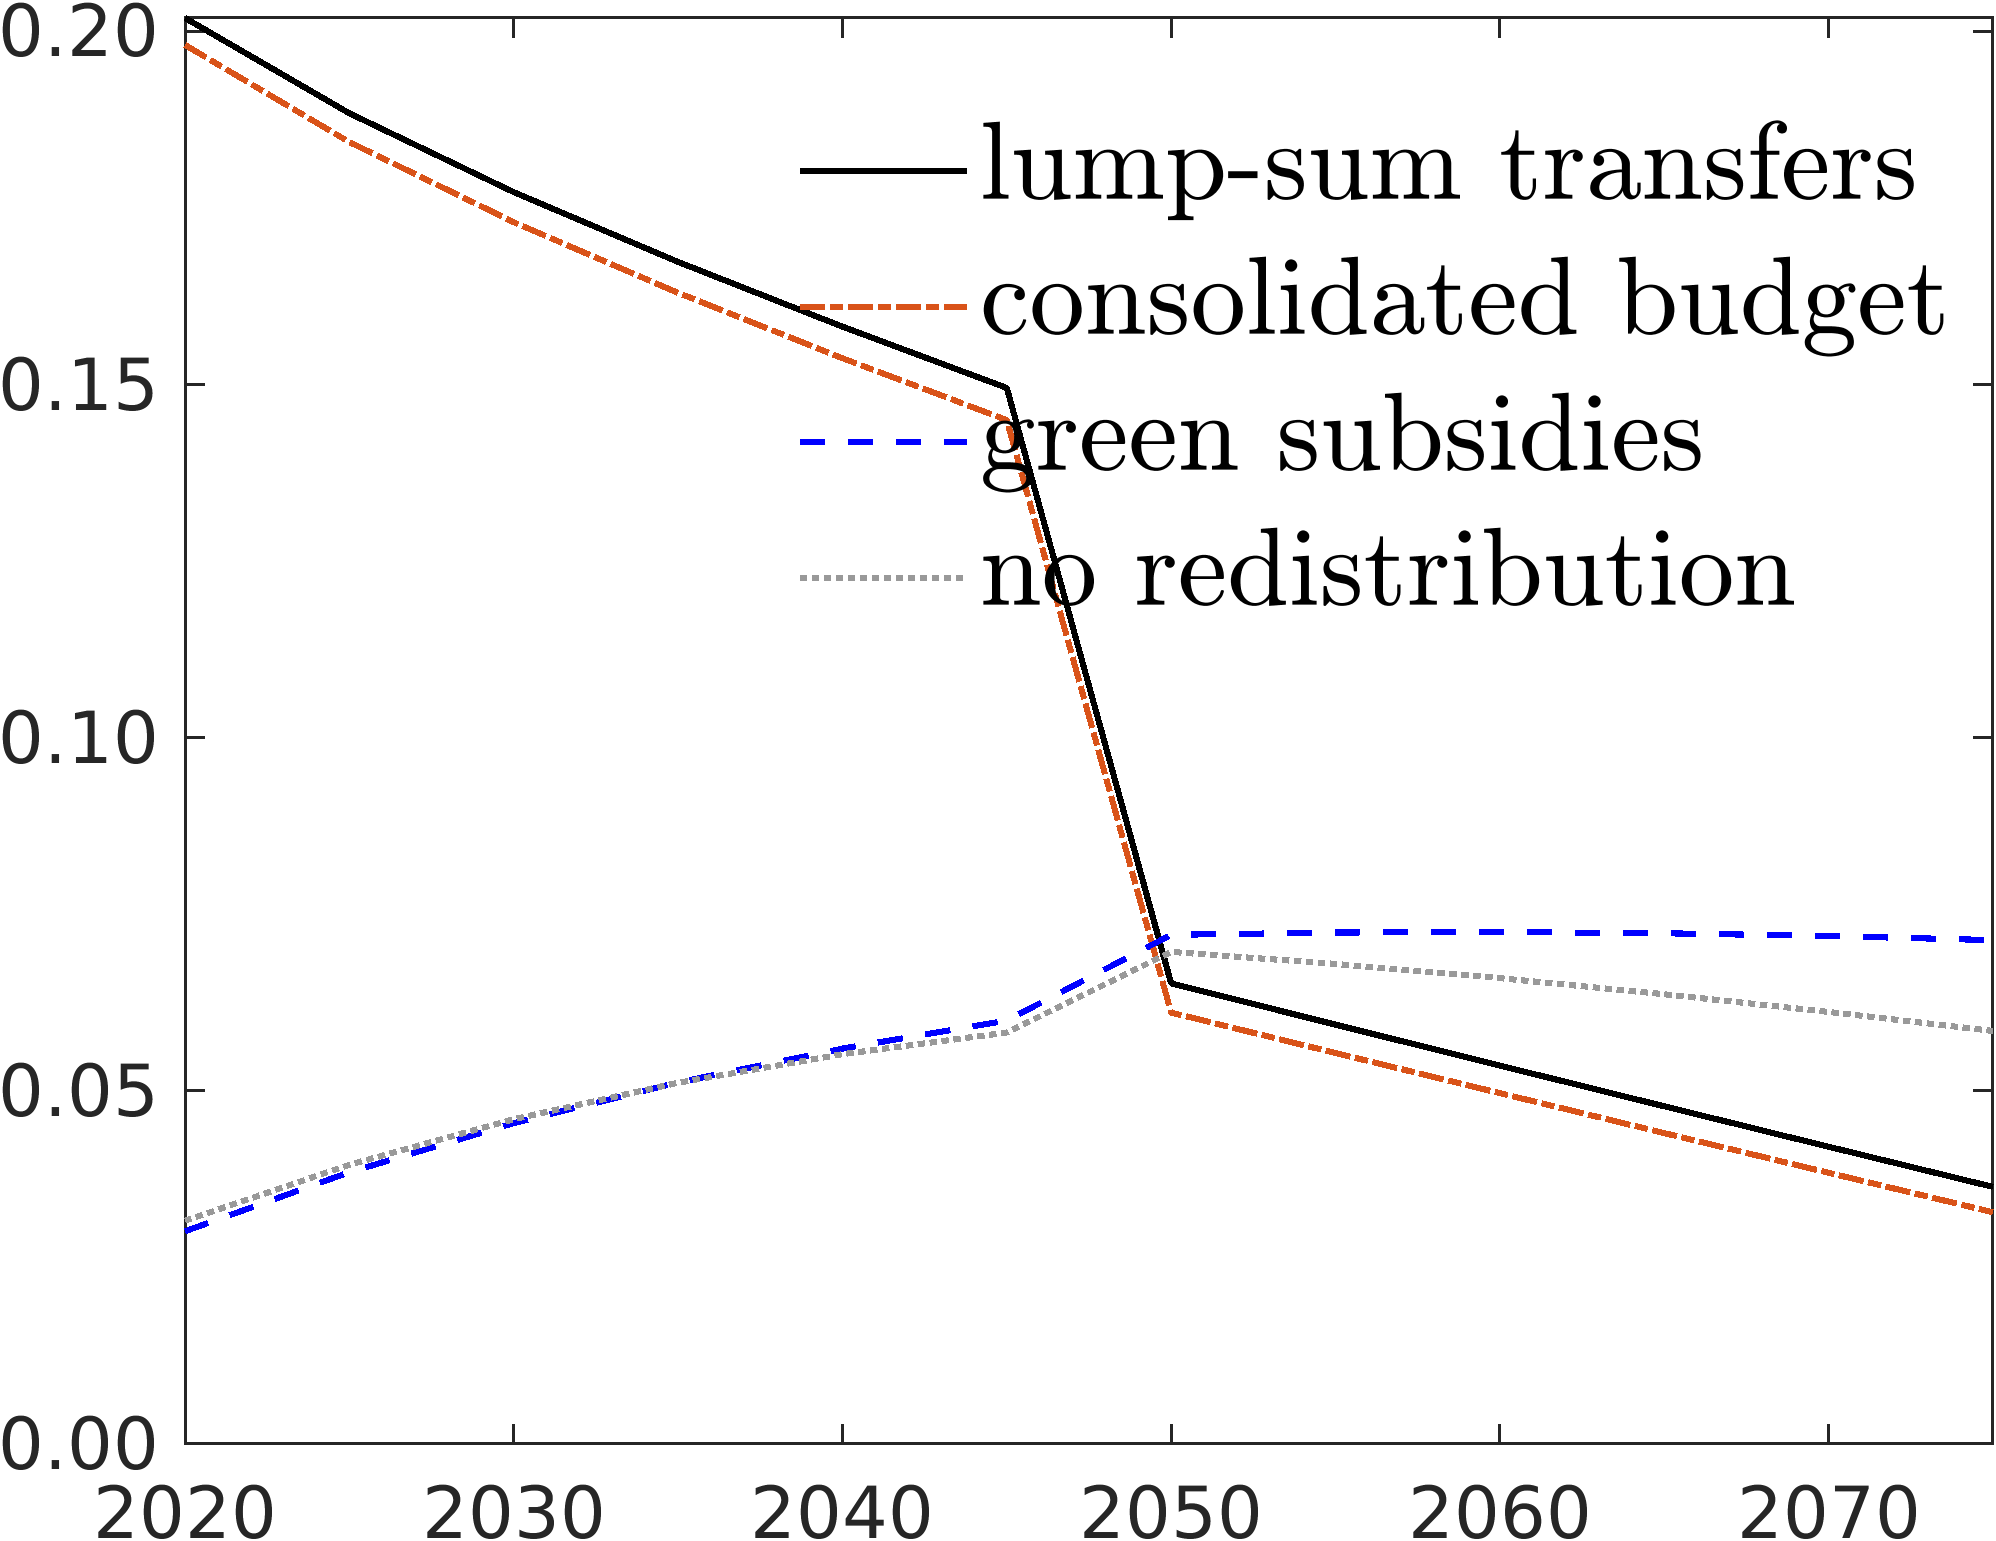 0.20
lump-sum transfers
consolidated budget
0.15
green subsidies
no redistribution
0.10
0.05
0.00
2020 2030 2040 2050 2060 2070